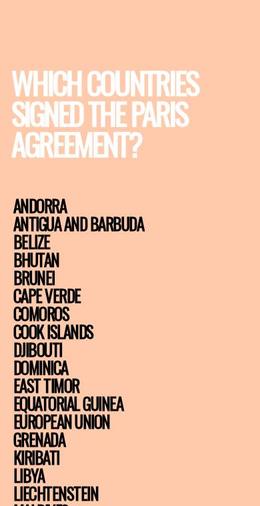 WHICH COUNTRIES
SIGNED THE PARIS
AGREEMENT?
ANDORRA
ANTIGUA AND BARBUDA
BELIZE
BHUTAN
BRUNEI
CAPE VERDE
COMOROS
COOK ISLANDS
DJIBOUTI
DOMINICA
EAST TIMOR
EQUATORIAL GUINEA
EUROPEAN UNION
GRENADA
KIRIBATI
LIBYA
LIECHTENSTEIN